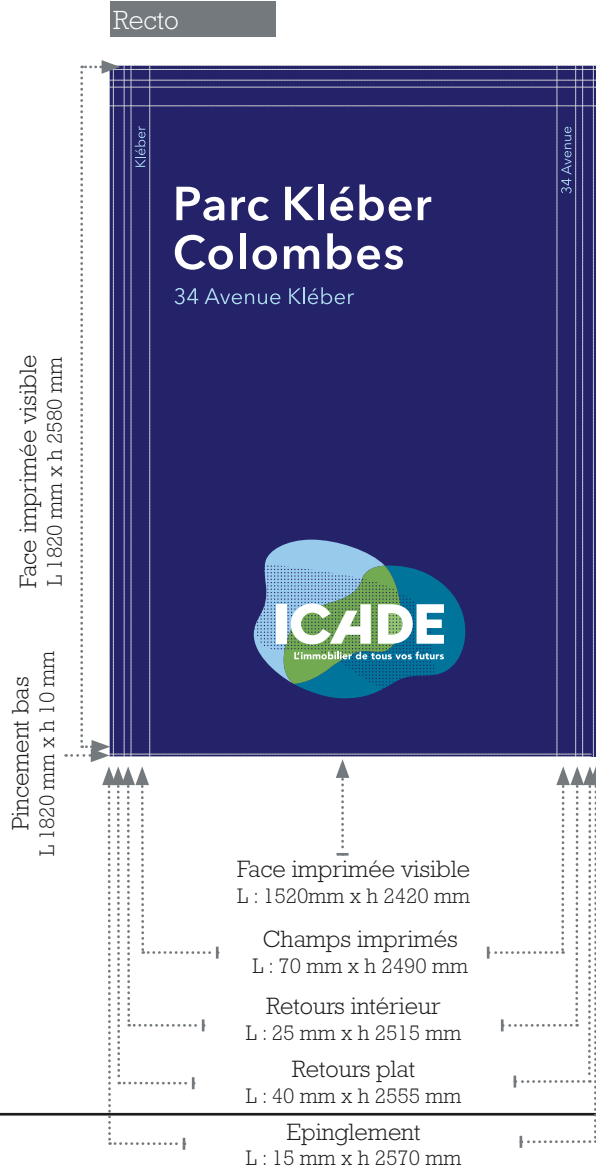 Recto
Kléber
34 Avenue
Parc Kléber
Colombes
34 Avenue Kléber
ICADE
L'immobilier de tous vos futurs
Face imprimée visible
L 1820 mm x h 2580 mm
Pincement bas
L 1820 mm x h 10 mm
Face imprimée visible
L : 1520mm x h 2420 mm
Champs imprimés
L : 70 mm x h 2490 mm
Retours intérieur
L : 25 mm x h 2515 mm
Retours plat
L : 40 mm x h 2555 mm
Epinglement
L : 15 mm x h 2570 mm